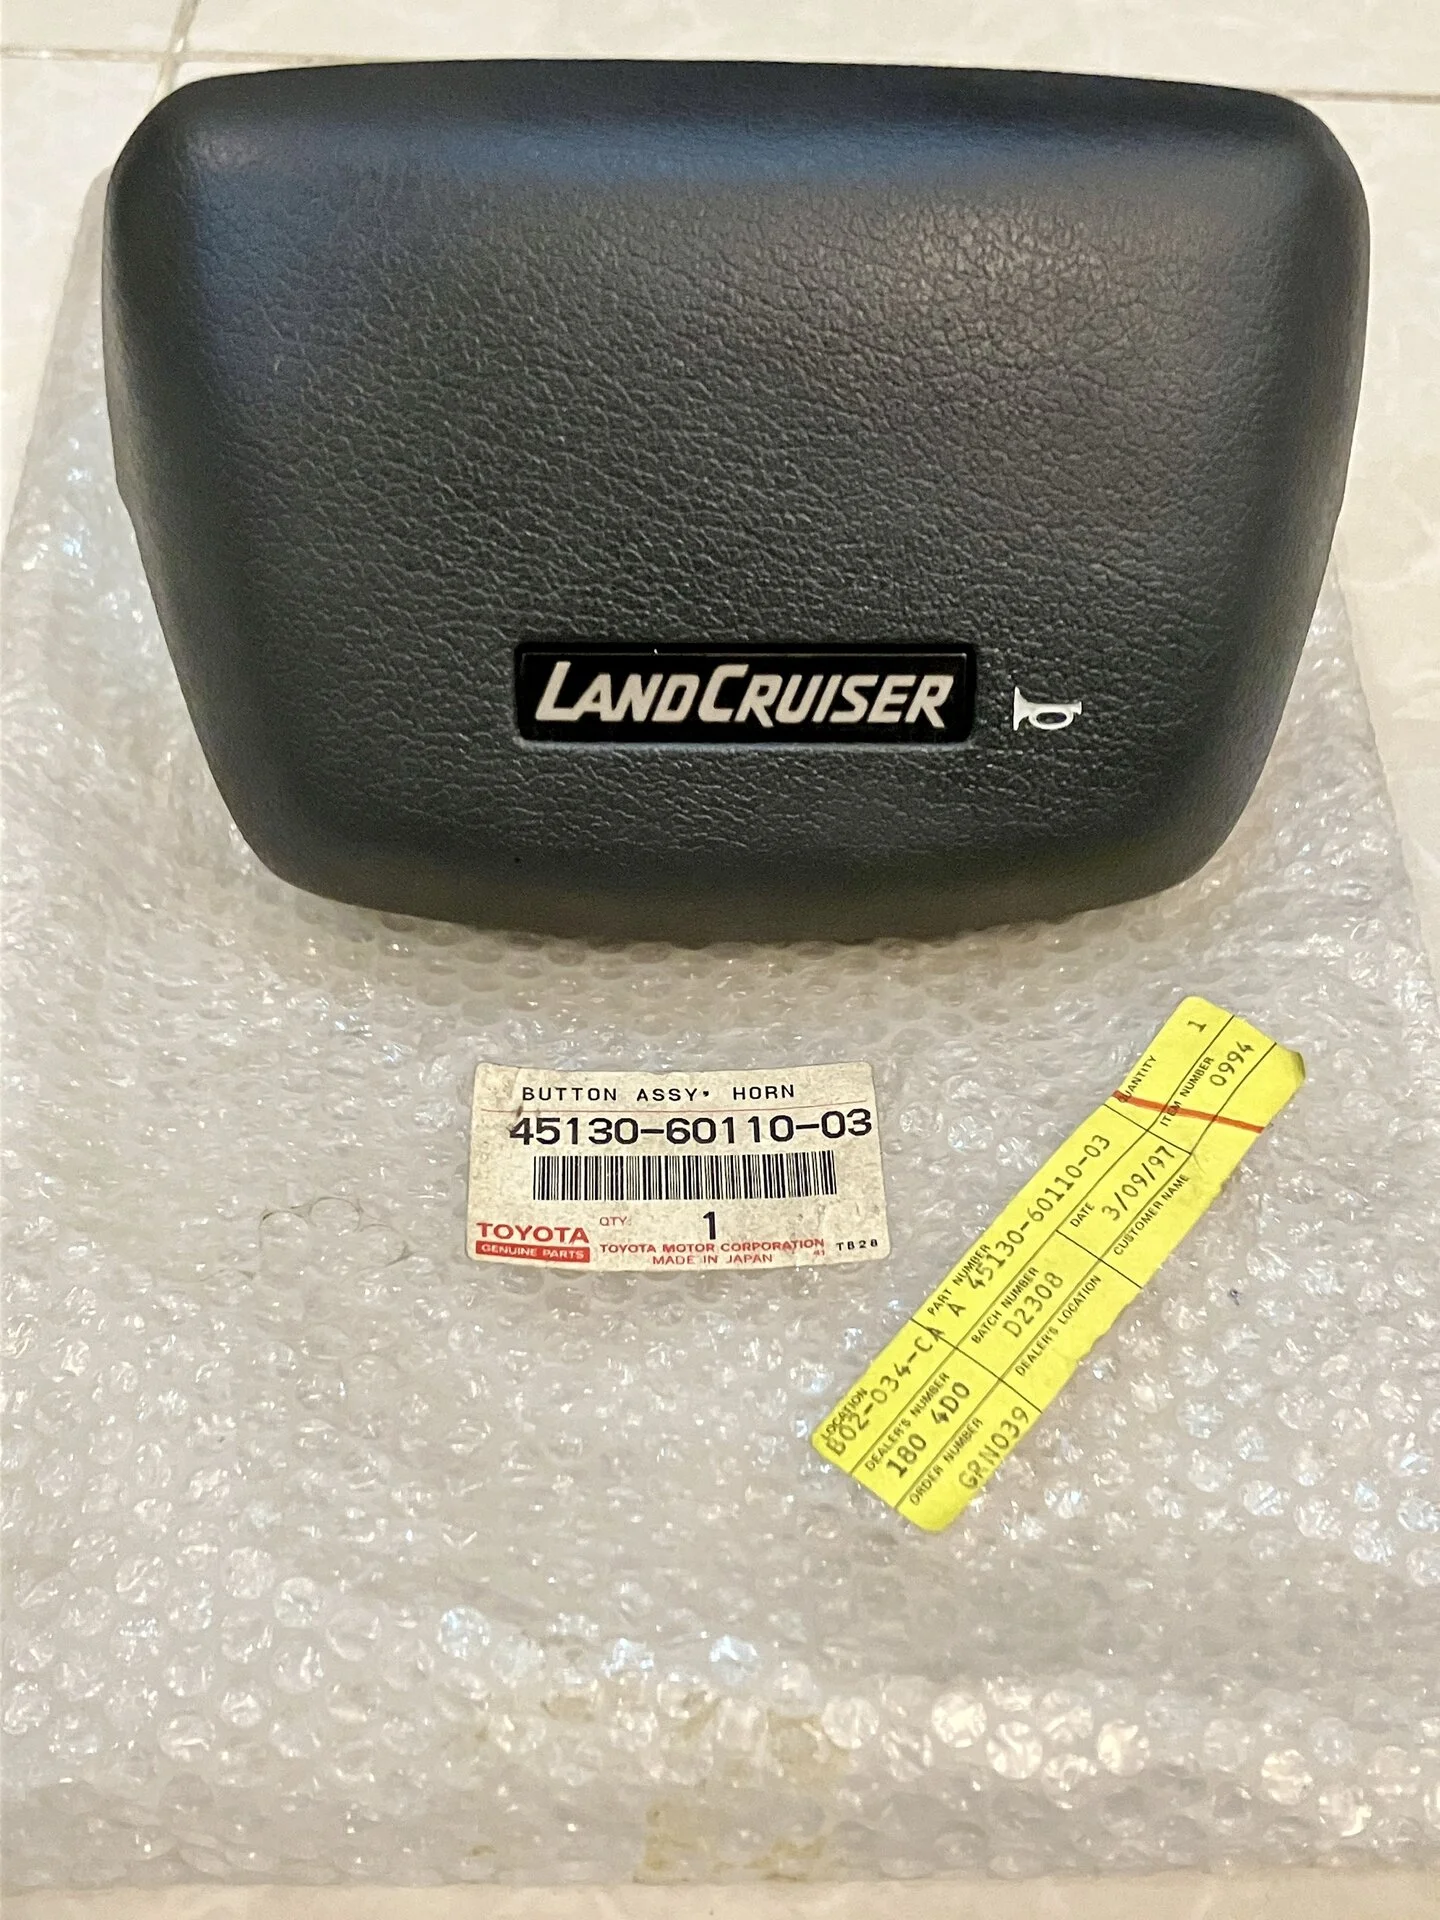 LANDCRUISER
BUTTON ASSY, HORN
45130-60110-03
TOYOTA
GENUINE PARTS
QTY:
1
TOYOTA MOTOR CORPORATION
MADE IN JAPAN
41
TB28
LOCATION
B02-034-CA
PART NUMBER
A 45130-60110-03
QUANTITY
1
DEALER'S NUMBER
180 4D0
BATCH NUMBER
D2308
DATE
3/09/97
ITEM NUMBER
0994
ORDER NUMBER
GRN039
DEALER'S LOCATION
CUSTOMER NAME